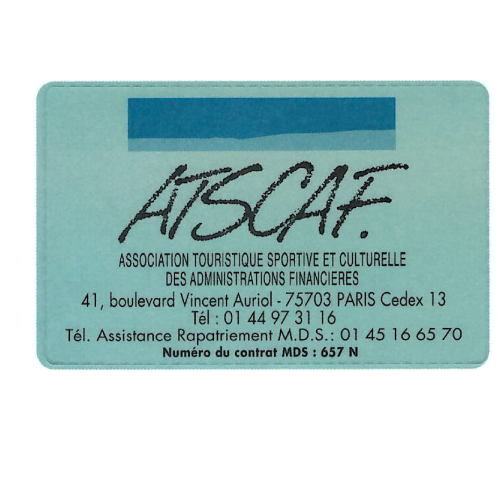 ATSCAF.
ASSOCIATION TOURISTIQUE SPORTIVE ET CULTURELLE
DES ADMINISTRATIONS FINANCIERES
41, boulevard Vincent Auriol - 75703 PARIS Cedex 13
Tél : 01 44 97 31 16
Tél. Assistance Rapatriement M.D.S.: 01 45 16 65 70
Numéro du contrat MDS : 657 N